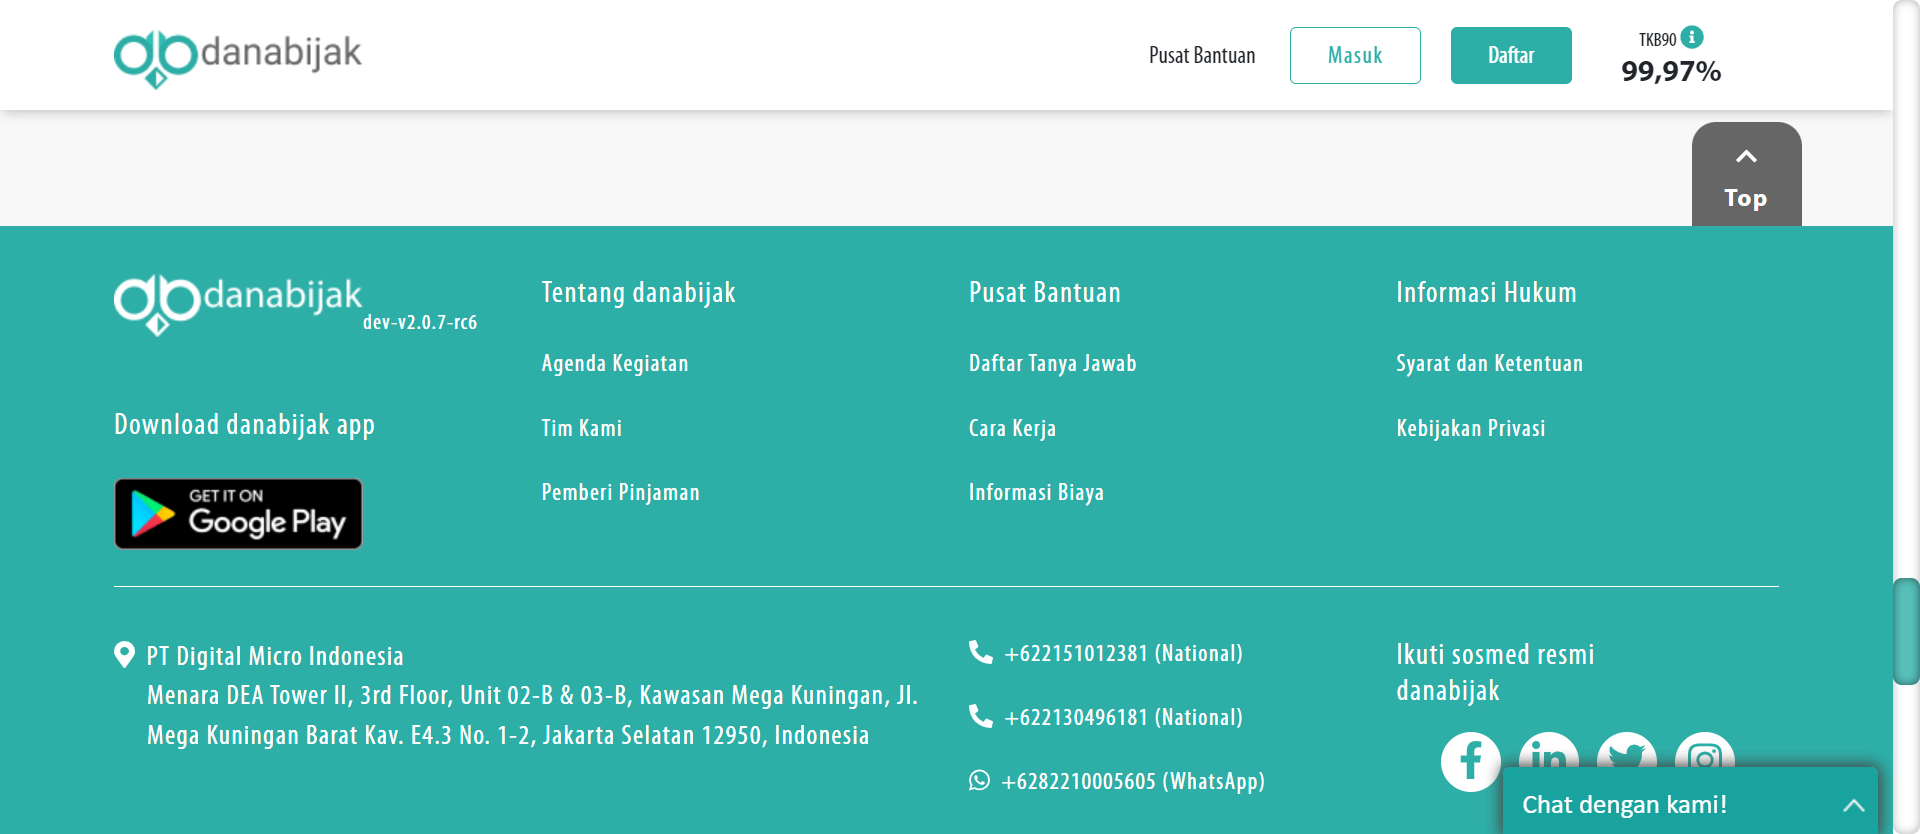 danabijak
Pusat Bantuan
Masuk
Daftar
TKB90
99,97%
Top
danabijak
dev-v2.0.7-rc6
Download danabijak app
GET IT ON
Google Play
Tentang danabijak
Agenda Kegiatan
Tim Kami
Pemberi Pinjaman
Pusat Bantuan
Daftar Tanya Jawab
Cara Kerja
Informasi Biaya
Informasi Hukum
Syarat dan Ketentuan
Kebijakan Privasi
PT Digital Micro Indonesia
Menara DEA Tower II, 3rd Floor, Unit 02-B & 03-B, Kawasan Mega Kuningan, Jl.
Mega Kuningan Barat Kav. E4.3 No. 1-2, Jakarta Selatan 12950, Indonesia
+622151012381 (National)
+622130496181 (National)
+6282210005605 (WhatsApp)
Ikuti sosmed resmi
danabijak
Chat dengan kami!